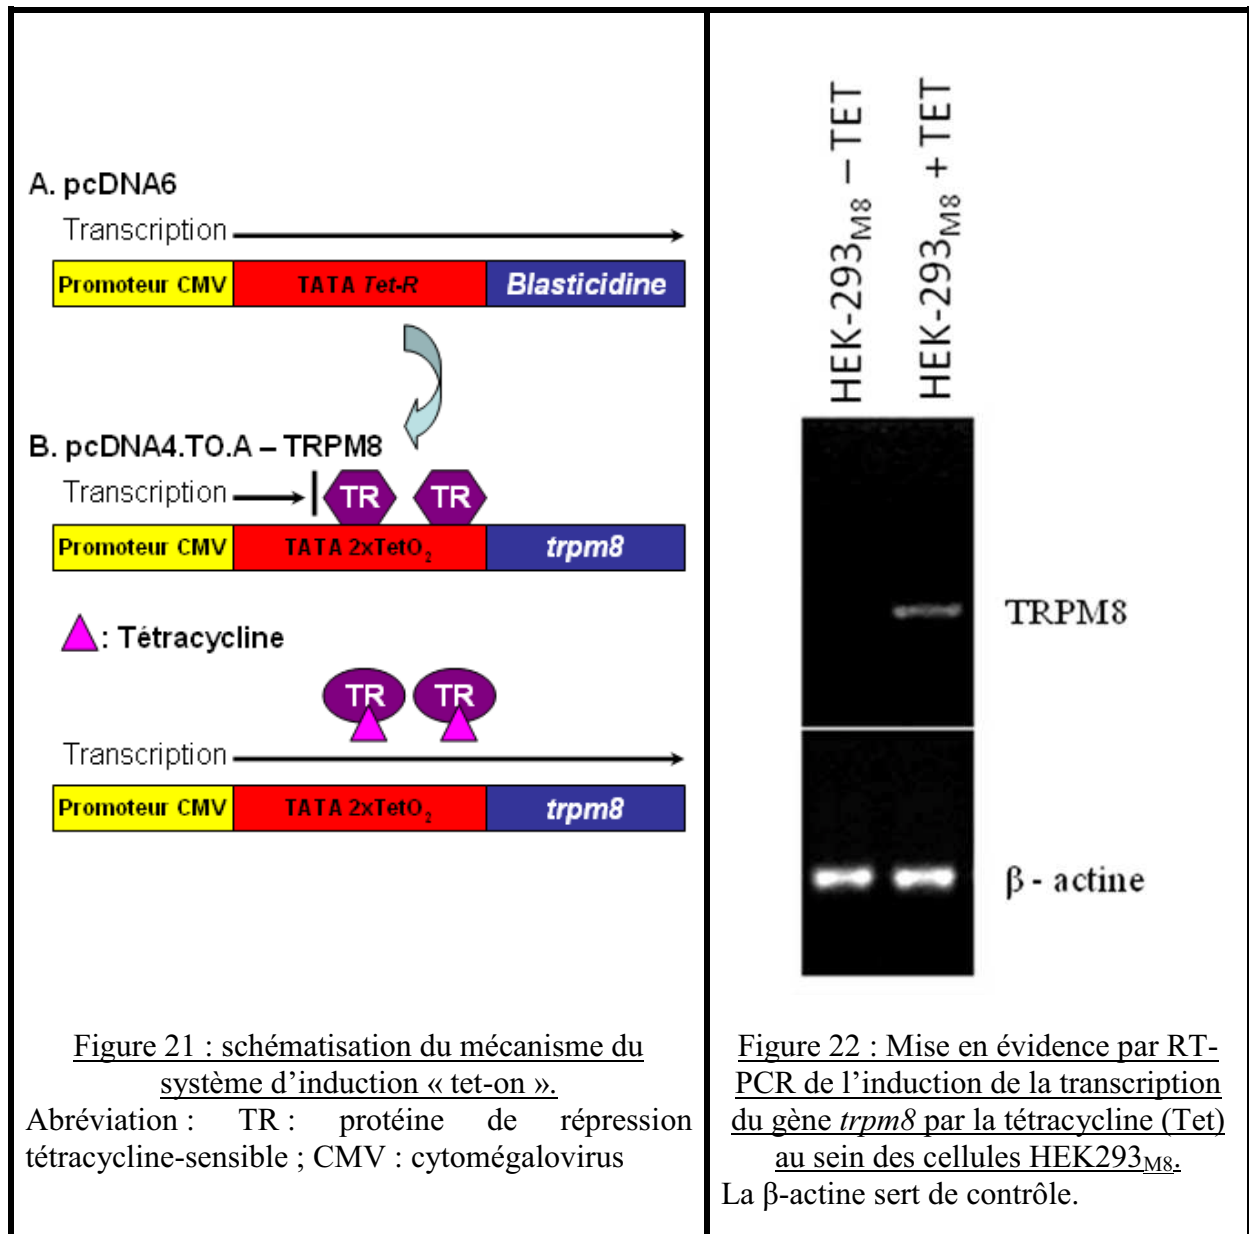 A. pcDNA6
Transcription
Promoteur CMV TATA Tet-R Blasticidine
B. pcDNA4.TO.A – TRPM8
Transcription TR TR
Promoteur CMV TATA 2xTetO₂ trpm8
: Tétracycline
TR TR
Transcription
Promoteur CMV TATA 2xTetO₂ trpm8
Figure 21 : schématisation du mécanisme du
système d’induction « tet-on ».
Abréviation : TR : protéine de répression
tétracycline-sensible ; CMV : cytomégalovirus
HEK-293M8 – TET
HEK-293M8 + TET
TRPM8
β - actine
Figure 22 : Mise en évidence par RT-
PCR de l’induction de la transcription
du gène trpm8 par la tétracycline (Tet)
au sein des cellules HEK293M8.
La β-actine sert de contrôle.